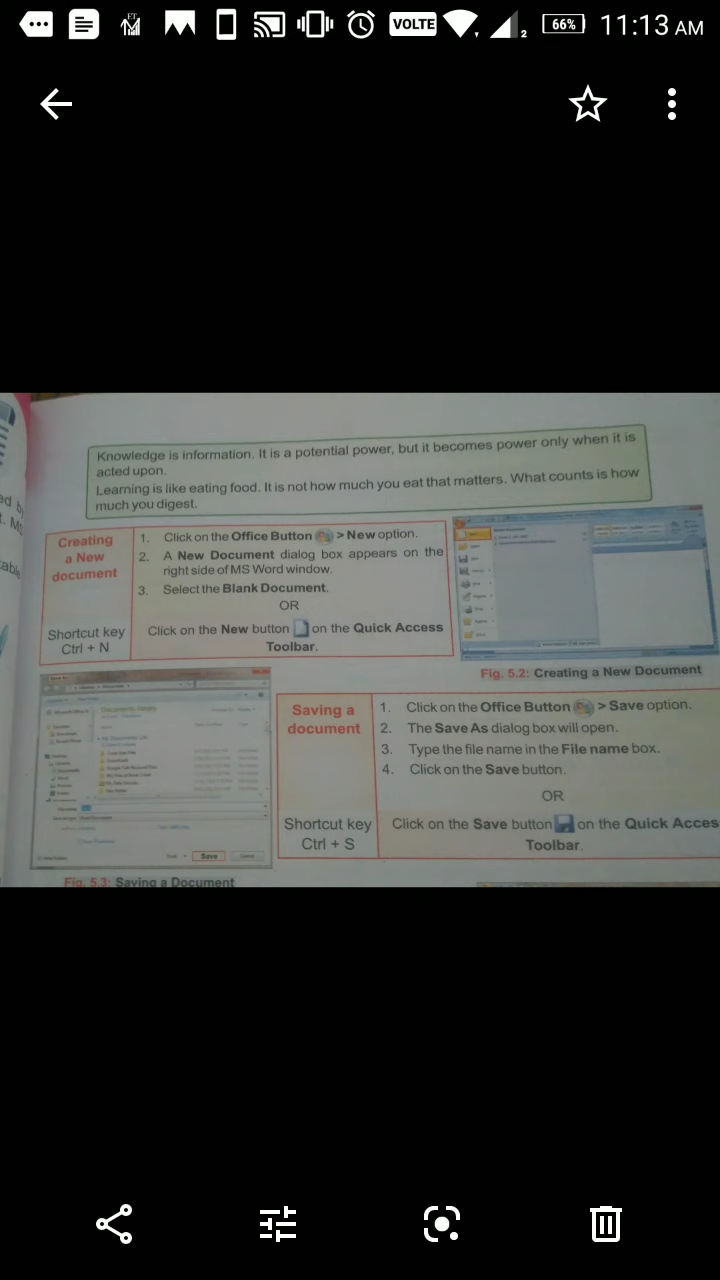 VOLTE
2
66%
11:13 AM
Knowledge is information. It is a potential power, but it becomes power only when it is
acted upon.
Learning is like eating food. It is not how much you eat that matters. What counts is how
much you digest.
Creating
a New
document
Shortcut key
Ctrl + N
1. Click on the Office Button > New option.
2. A New Document dialog box appears on the
right side of MS Word window.
3. Select the Blank Document.
OR
Click on the New button on the Quick Access
Toolbar.
Fig. 5.2: Creating a New Document
Saving a
document
Shortcut key
Ctrl + S
1. Click on the Office Button > Save option.
2. The Save As dialog box will open.
3. Type the file name in the File name box.
4. Click on the Save button.
OR
Click on the Save button on the Quick Acces
Toolbar.
Documents library
Save
Fig. 5.3: Saving a Document